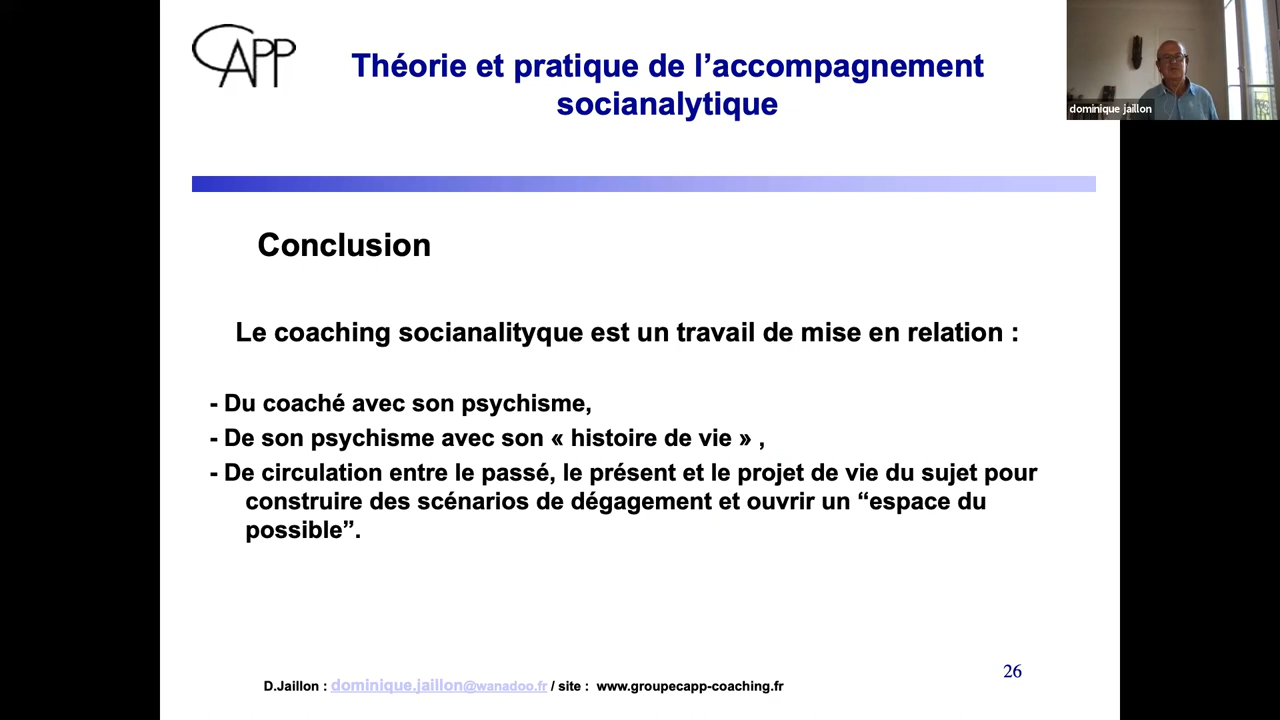 CAPP
Théorie et pratique de l’accompagnement
socianalytique
dominique jaillon
Conclusion
Le coaching socianalityque est un travail de mise en relation :
- Du coaché avec son psychisme,
- De son psychisme avec son « histoire de vie » ,
- De circulation entre le passé, le présent et le projet de vie du sujet pour
construire des scénarios de dégagement et ouvrir un “espace du
possible”.
26
D.Jaillon : dominique.jaillon@wanadoo.fr / site : www.groupecapp-coaching.fr